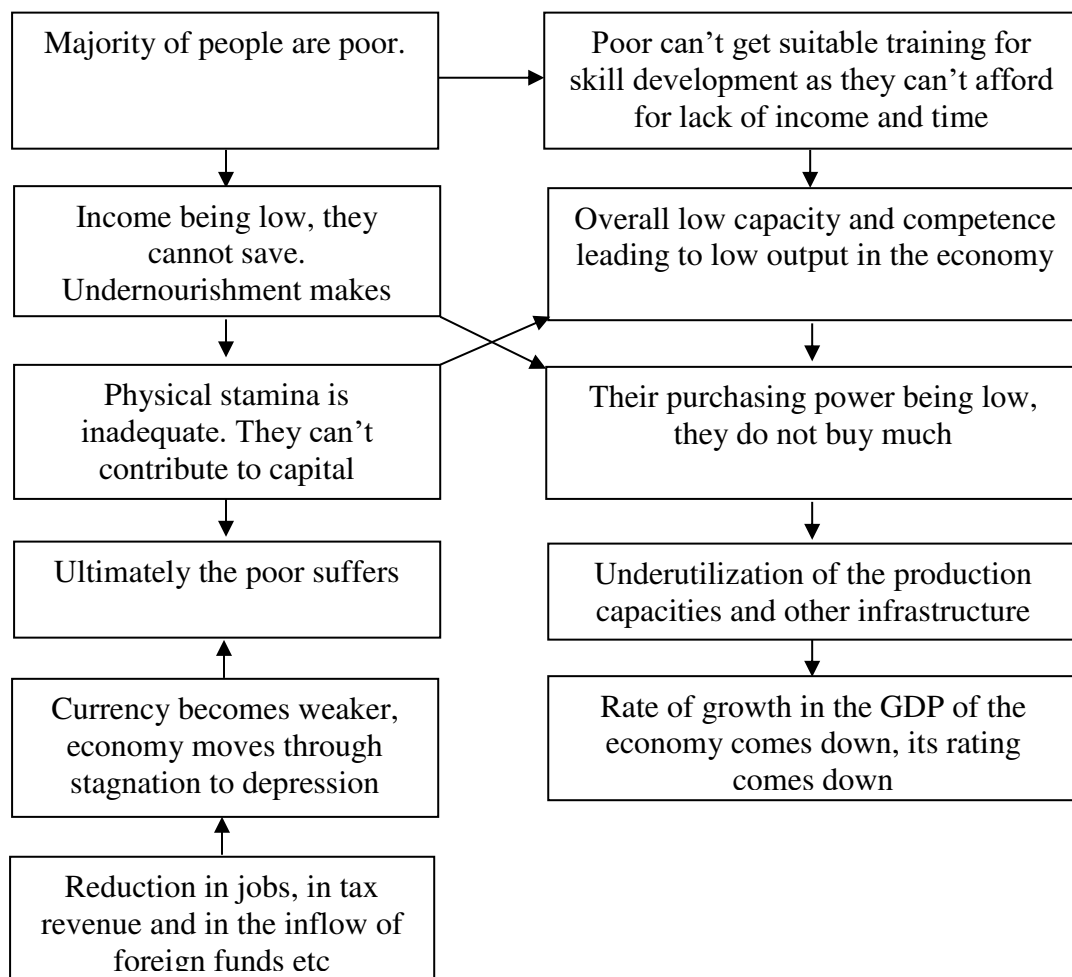 Majority of people are poor.
Poor can’t get suitable training for
skill development as they can’t afford
for lack of income and time
Income being low, they
cannot save.
Undernourishment makes
Overall low capacity and competence
leading to low output in the economy
Physical stamina is
inadequate. They can’t
contribute to capital
Their purchasing power being low,
they do not buy much
Ultimately the poor suffers
Underutilization of the production
capacities and other infrastructure
Currency becomes weaker,
economy moves through
stagnation to depression
Rate of growth in the GDP of the
economy comes down, its rating
comes down
Reduction in jobs, in tax
revenue and in the inflow of
foreign funds etc